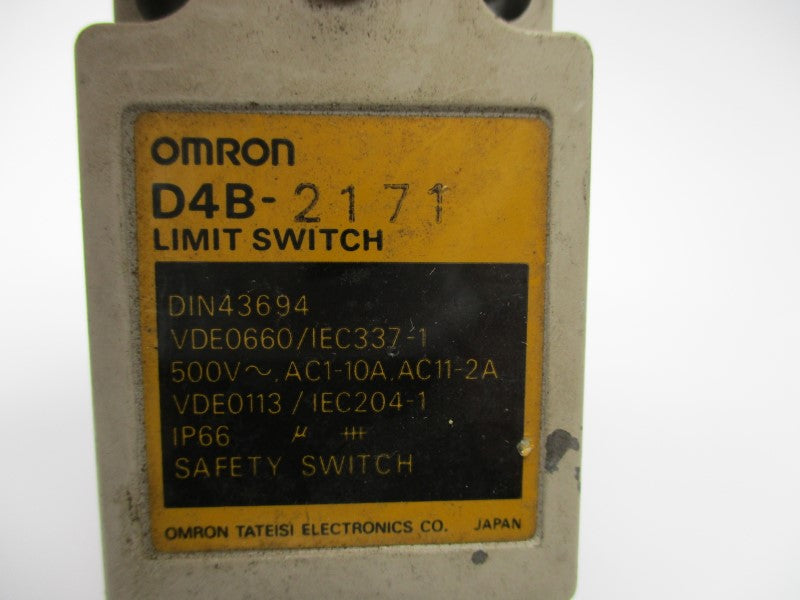 OMRON
D4B-2171
LIMIT SWITCH
DIN43694
VDE0660/IEC337-1
500V～, AC1-10A, AC11-2A
VDE0113/IEC204-1
IP66 μ
SAFETY SWITCH
OMRON TATEISI ELECTRONICS CO. JAPAN